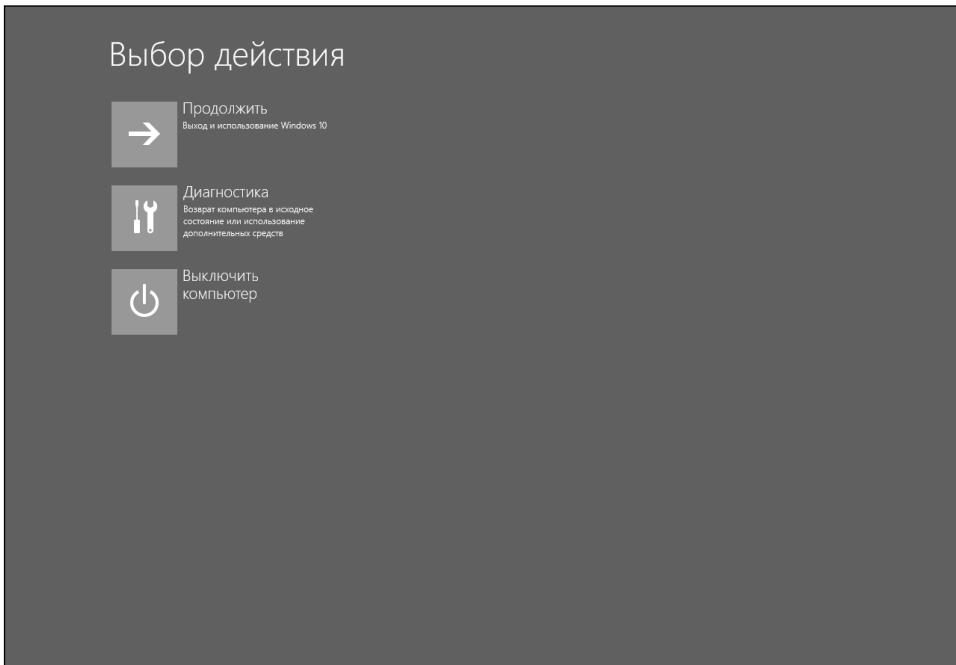 Выбор действия
Продолжить
Выход и использование Windows 10
Диагностика
Возврат компьютера в исходное
состояние или использование
дополнительных средств
Выключить
компьютер